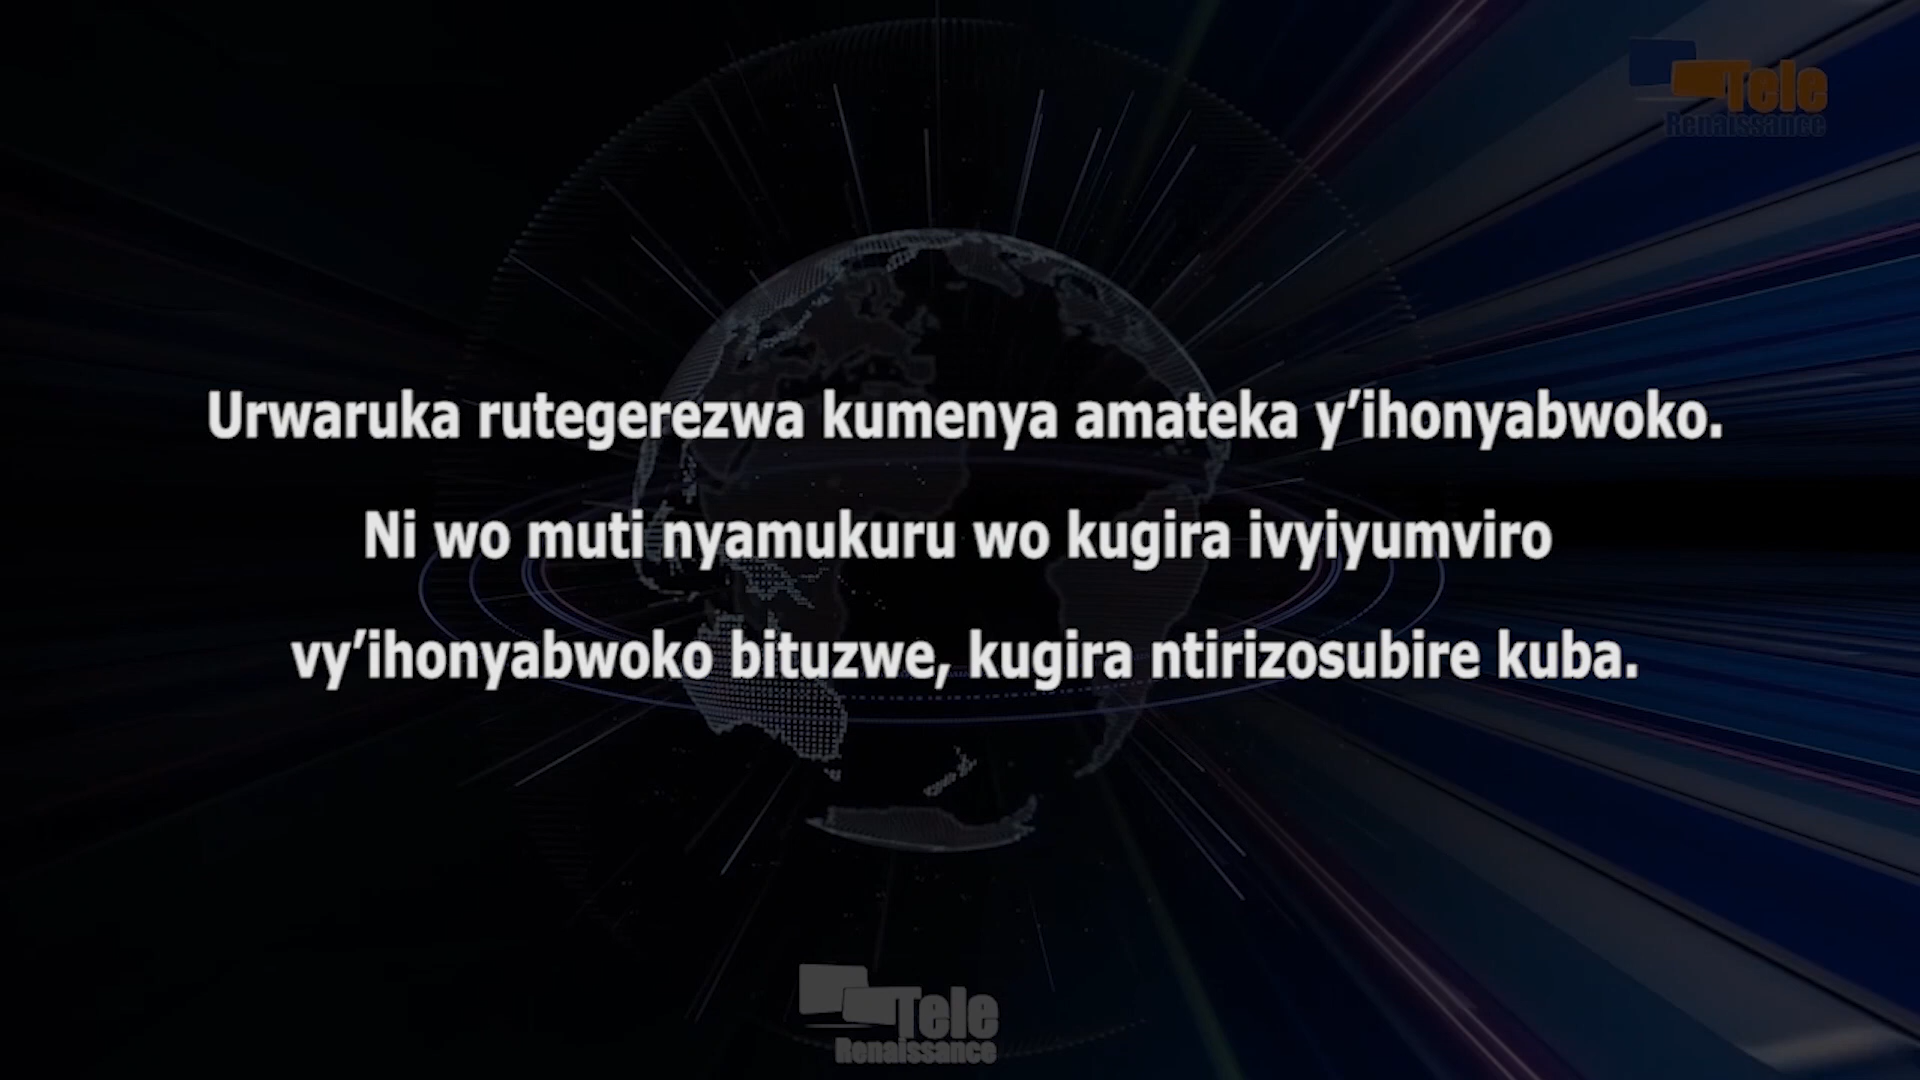 Tele
Renaissance
Urwaruka rutegerezwa kumenya amateka y’ihonyabwoko.
Ni wo muti nyamukuru wo kugira ivyiyumviro
vy’ihonyabwoko bituzwe, kugira ntirizosubire kuba.
Tele
Renaissance